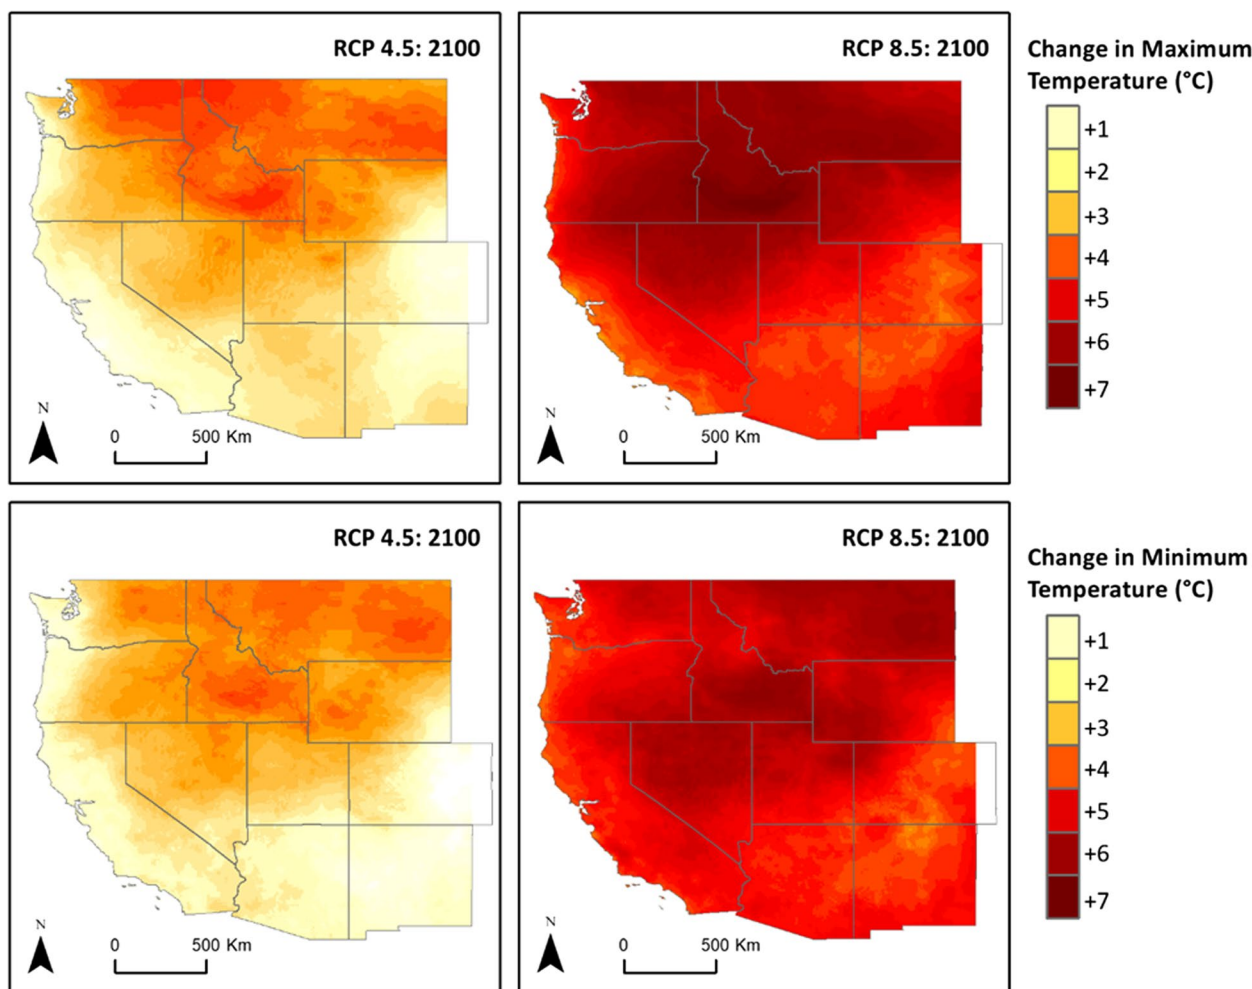 RCP 4.5: 2100
N
0 500 Km
RCP 8.5: 2100
N
0 500 Km
Change in Maximum
Temperature (°C)
+1
+2
+3
+4
+5
+6
+7
RCP 4.5: 2100
N
0 500 Km
RCP 8.5: 2100
N
0 500 Km
Change in Minimum
Temperature (°C)
+1
+2
+3
+4
+5
+6
+7